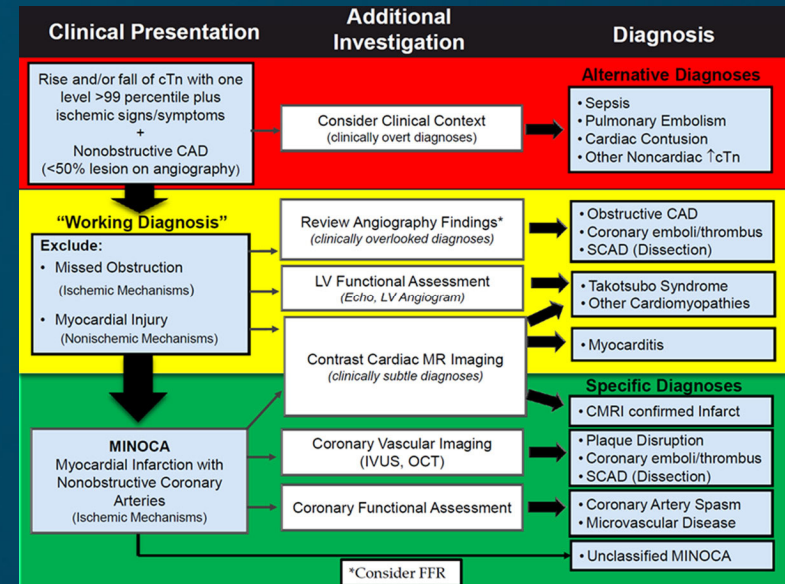 Clinical Presentation
Additional
Investigation
Diagnosis
Rise and/or fall of cTn with one
level >99 percentile plus
ischemic signs/symptoms
+
Nonobstructive CAD
(<50% lesion on angiography)
Consider Clinical Context
(clinically overt diagnoses)
Alternative Diagnoses
• Sepsis
• Pulmonary Embolism
• Cardiac Contusion
• Other Noncardiac ↑cTn
“Working Diagnosis”
Exclude:
• Missed Obstruction
(Ischemic Mechanisms)
• Myocardial Injury
(Nonischemic Mechanisms)
Review Angiography Findings*
(clinically overlooked diagnoses)
• Obstructive CAD
• Coronary emboli/thrombus
• SCAD (Dissection)
LV Functional Assessment
(Echo, LV Angiogram)
• Takotsubo Syndrome
• Other Cardiomyopathies
Contrast Cardiac MR Imaging
(clinically subtle diagnoses)
• Myocarditis
Specific Diagnoses
• CMRI confirmed Infarct
MINOCA
Myocardial Infarction with
Nonobstructive Coronary
Arteries
(Ischemic Mechanisms)
Coronary Vascular Imaging
(IVUS, OCT)
• Plaque Disruption
• Coronary emboli/thrombus
• SCAD (Dissection)
Coronary Functional Assessment
• Coronary Artery Spasm
• Microvascular Disease
• Unclassified MINOCA
*Consider FFR